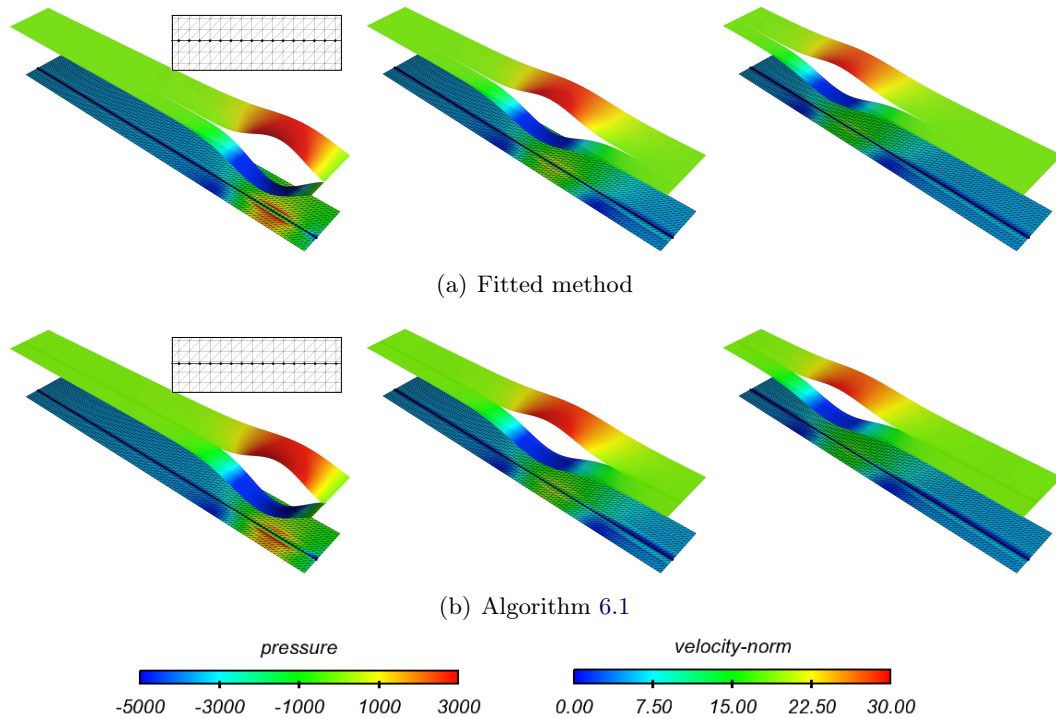 (a) Fitted method
(b) Algorithm 6.1
pressure
-5000 -3000 -1000 1000 3000
velocity-norm
0.00 7.50 15.00 22.50 30.00